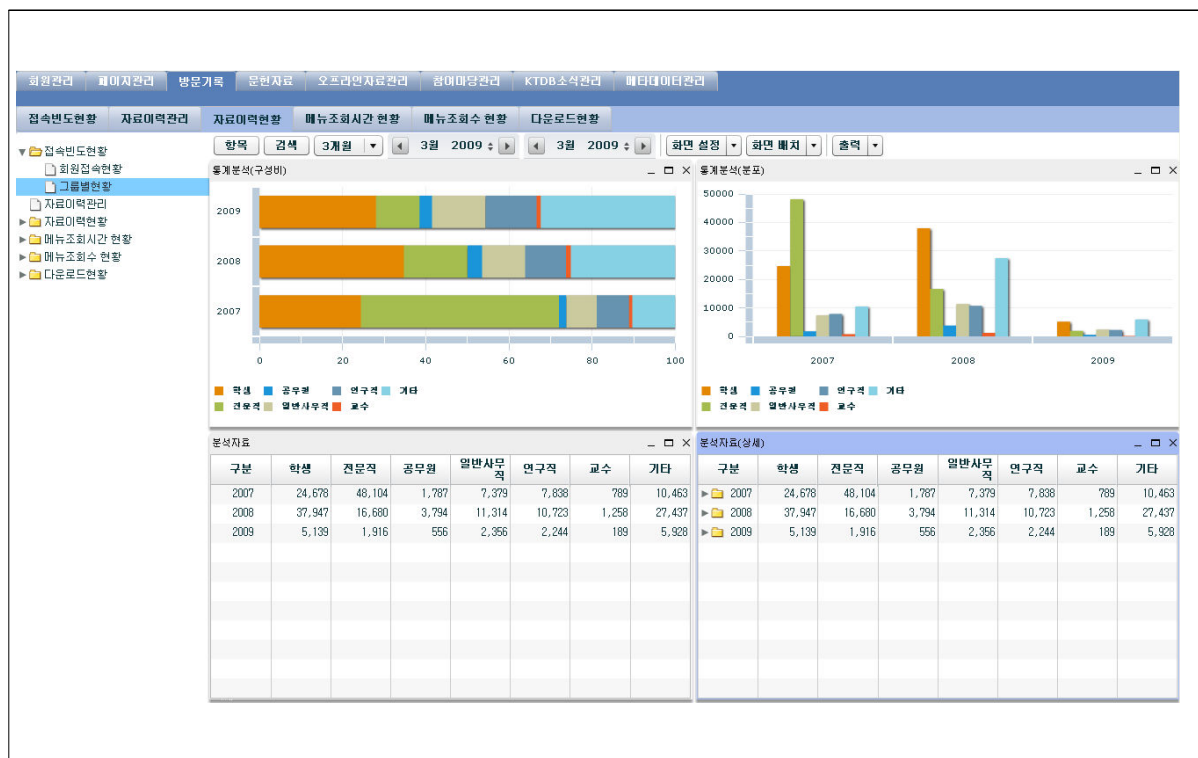 회원관리 페이지관리 방문기록 문헌자료 오프라인자료관리 참여마당관리 KTDB소식관리 메타데이터관리
접속빈도현황 자료이력관리 자료이력현황 메뉴조회시간 현황 메뉴조회수 현황 다운로드현황
접속빈도현황
회원접속현황
그룹별현황
자료이력관리
자료이력현황
메뉴조회시간 현황
메뉴조회수 현황
다운로드현황
항목 검색 3개월 3월 2009 3월 2009 화면 설정 화면 배치 출력
통계분석(구성비)
2009
2008
2007
0 20 40 60 80 100
학생 공무원 연구직 기타
전문직 일반사무직 교수
통계분석(분포)
50000
40000
30000
20000
10000
0
2007 2008 2009
학생 공무원 연구직 기타
전문직 일반사무직 교수
분석자료
구분 학생 전문직 공무원 일반사무직 연구직 교수 기타
2007 24,678 48,104 1,787 7,379 7,838 789 10,463
2008 37,947 16,680 3,794 11,314 10,723 1,258 27,437
2009 5,139 1,916 556 2,356 2,244 189 5,928
분석자료(상세)
구분 학생 전문직 공무원 일반사무직 연구직 교수 기타
2007 24,678 48,104 1,787 7,379 7,838 789 10,463
2008 37,947 16,680 3,794 11,314 10,723 1,258 27,437
2009 5,139 1,916 556 2,356 2,244 189 5,928